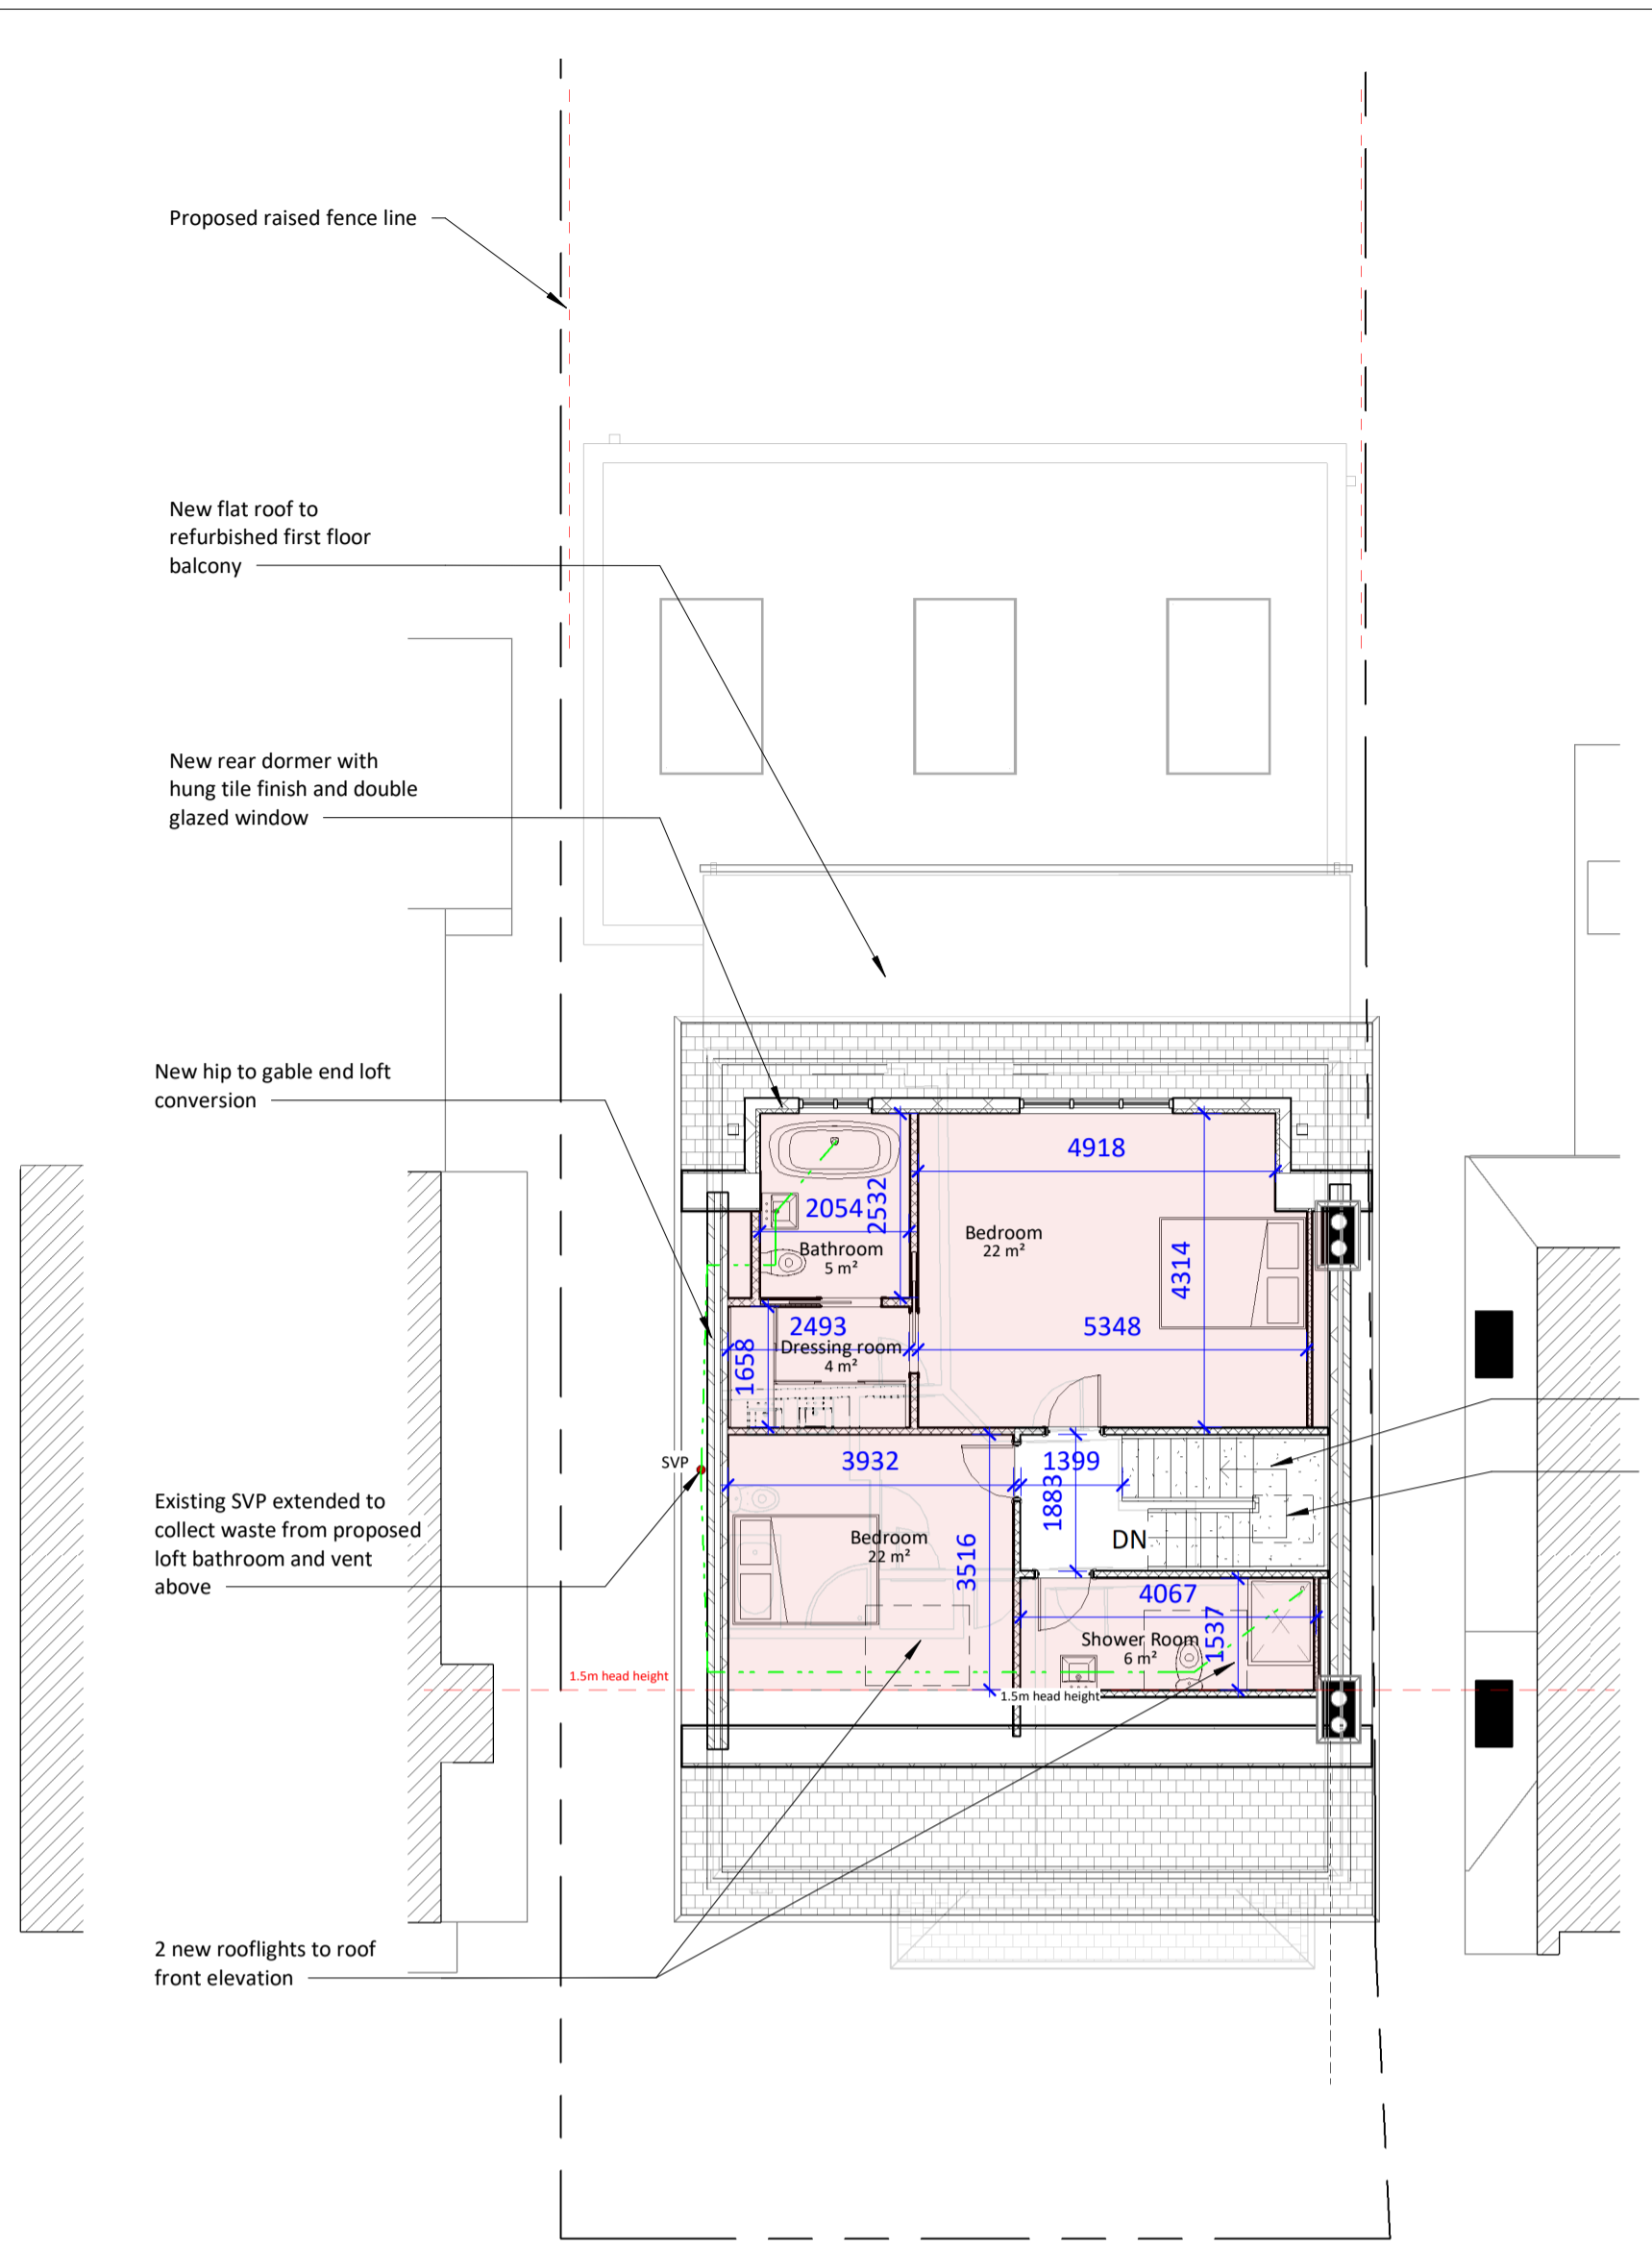 Proposed raised fence line
New flat roof to
refurbished first floor
balcony
New rear dormer with
hung tile finish and double
glazed window
New hip to gable end loft
conversion
4918
2054
2532
Bedroom
22 m²
Bathroom
5 m²
4314
2493
5348
Dressing room
4 m²
1658
SVP
3932
1399
1883
Existing SVP extended to
collect waste from proposed
loft bathroom and vent
above
Bedroom
22 m²
3516
DN
4067
1537
Shower Room
6 m²
1.5m head height
1.5m head height
2 new rooflights to roof
front elevation